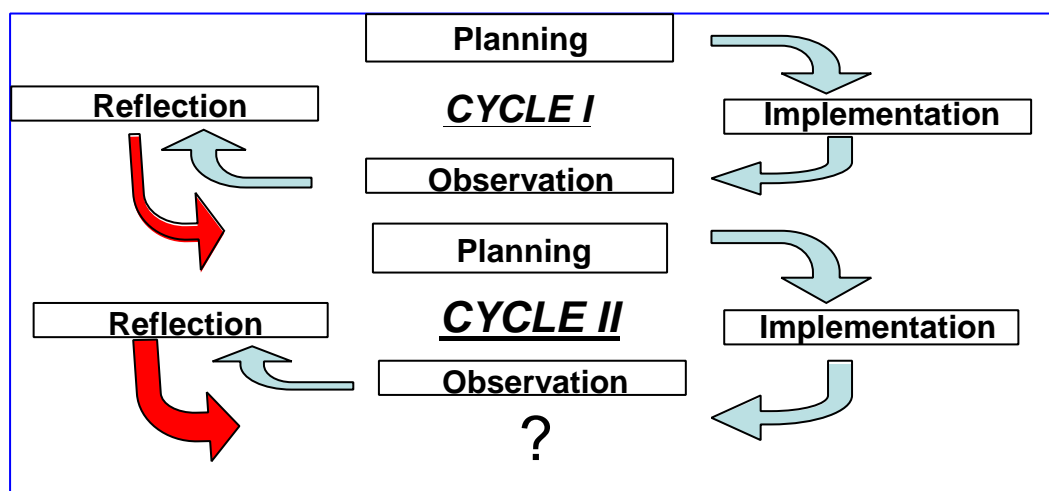 Planning
Reflection
CYCLE I
Implementation
Observation
Planning
Reflection
CYCLE II
Implementation
Observation
?